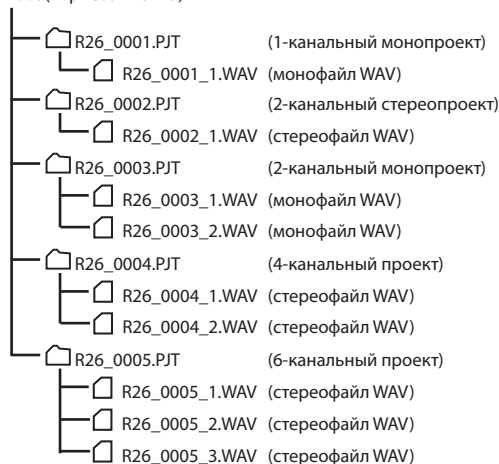 R26_0001.PJT (1-канальный монопроект)
R26_0001_1.WAV (монофайл WAV)
R26_0002.PJT (2-канальный стереопроект)
R26_0002_1.WAV (стереофайл WAV)
R26_0003.PJT (2-канальный монопроект)
R26_0003_1.WAV (монофайл WAV)
R26_0003_2.WAV (монофайл WAV)
R26_0004.PJT (4-канальный проект)
R26_0004_1.WAV (стереофайл WAV)
R26_0004_2.WAV (стереофайл WAV)
R26_0005.PJT (6-канальный проект)
R26_0005_1.WAV (стереофайл WAV)
R26_0005_2.WAV (стереофайл WAV)
R26_0005_3.WAV (стереофайл WAV)